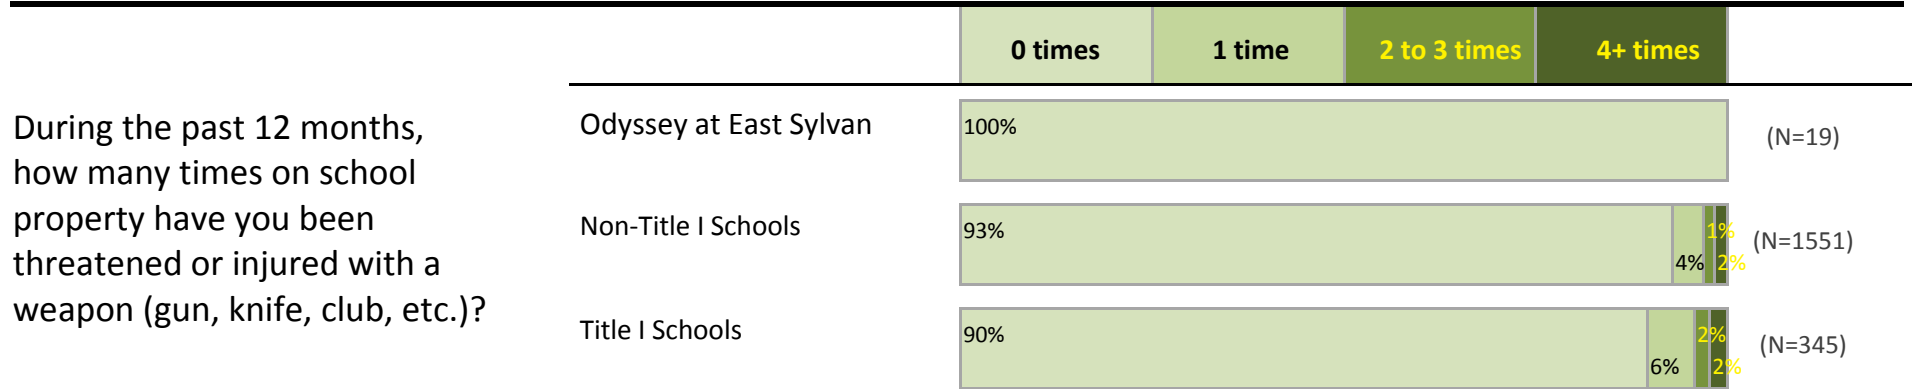 0 times 1 time 2 to 3 times 4+ times
During the past 12 months,
how many times on school
property have you been
threatened or injured with a
weapon (gun, knife, club, etc.)?
Odyssey at East Sylvan 100% (N=19)
Non-Title I Schools 93% 4% 1% 2% (N=1551)
Title I Schools 90% 6% 2% 2% (N=345)